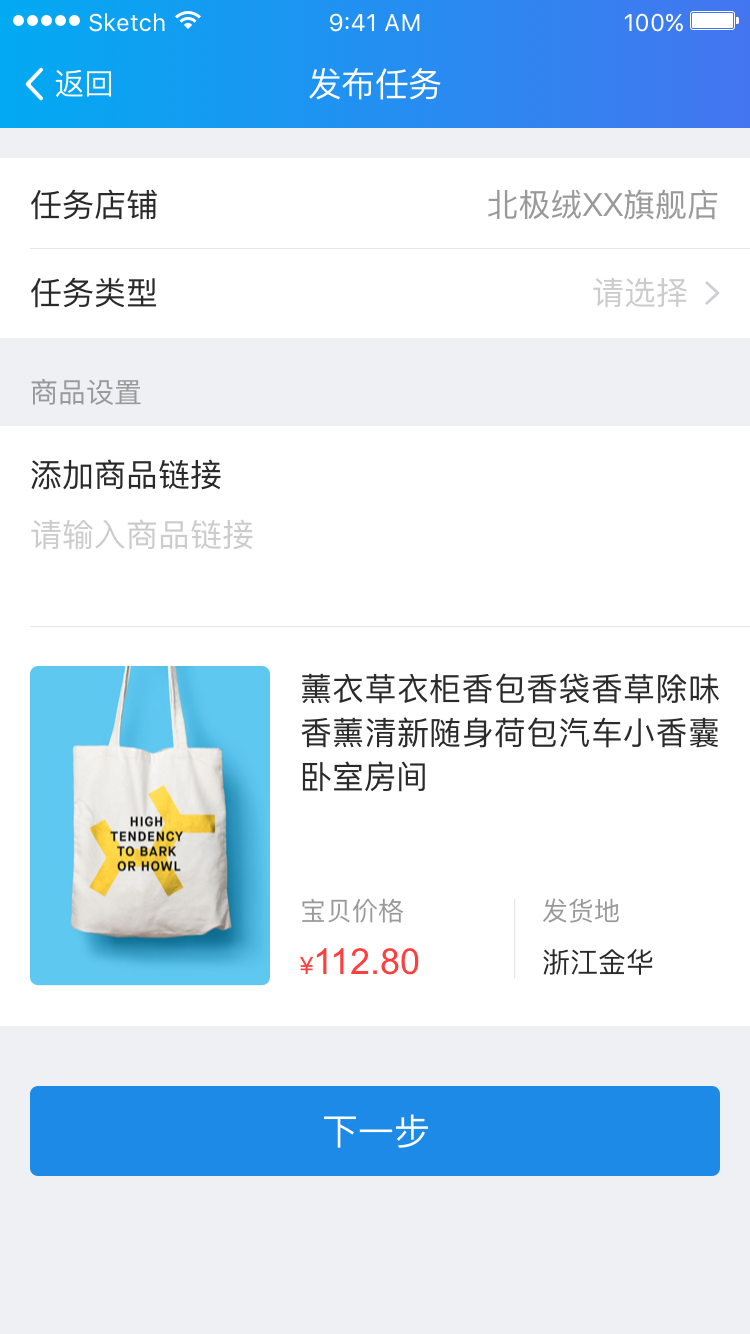 Sketch 9:41 AM 100%
返回 发布任务
任务店铺 北极绒XX旗舰店
任务类型 请选择
商品设置
添加商品链接
请输入商品链接
薰衣草衣柜香包香袋香草除味
香薰清新随身荷包汽车小香囊
卧室房间
HIGH
TENDENCY
TO BARK
OR HOWL
宝贝价格 发货地
¥112.80 浙江金华
下一步